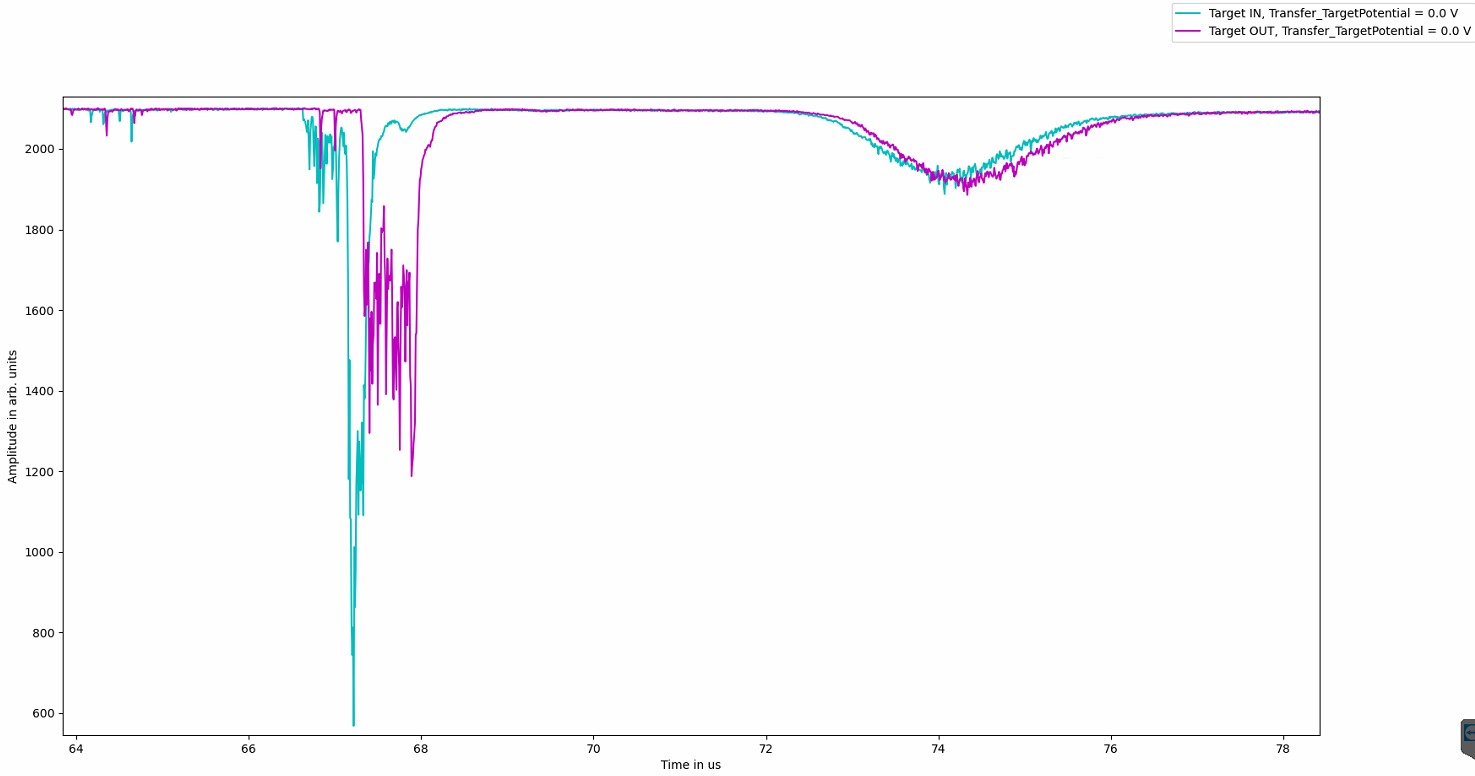 Target IN, Transfer_TargetPotential = 0.0 V
Target OUT, Transfer_TargetPotential = 0.0 V
2000
1800
1600
1400
1200
1000
800
600
Amplitude in arb. units
64 66 68 70 72 74 76 78
Time in us